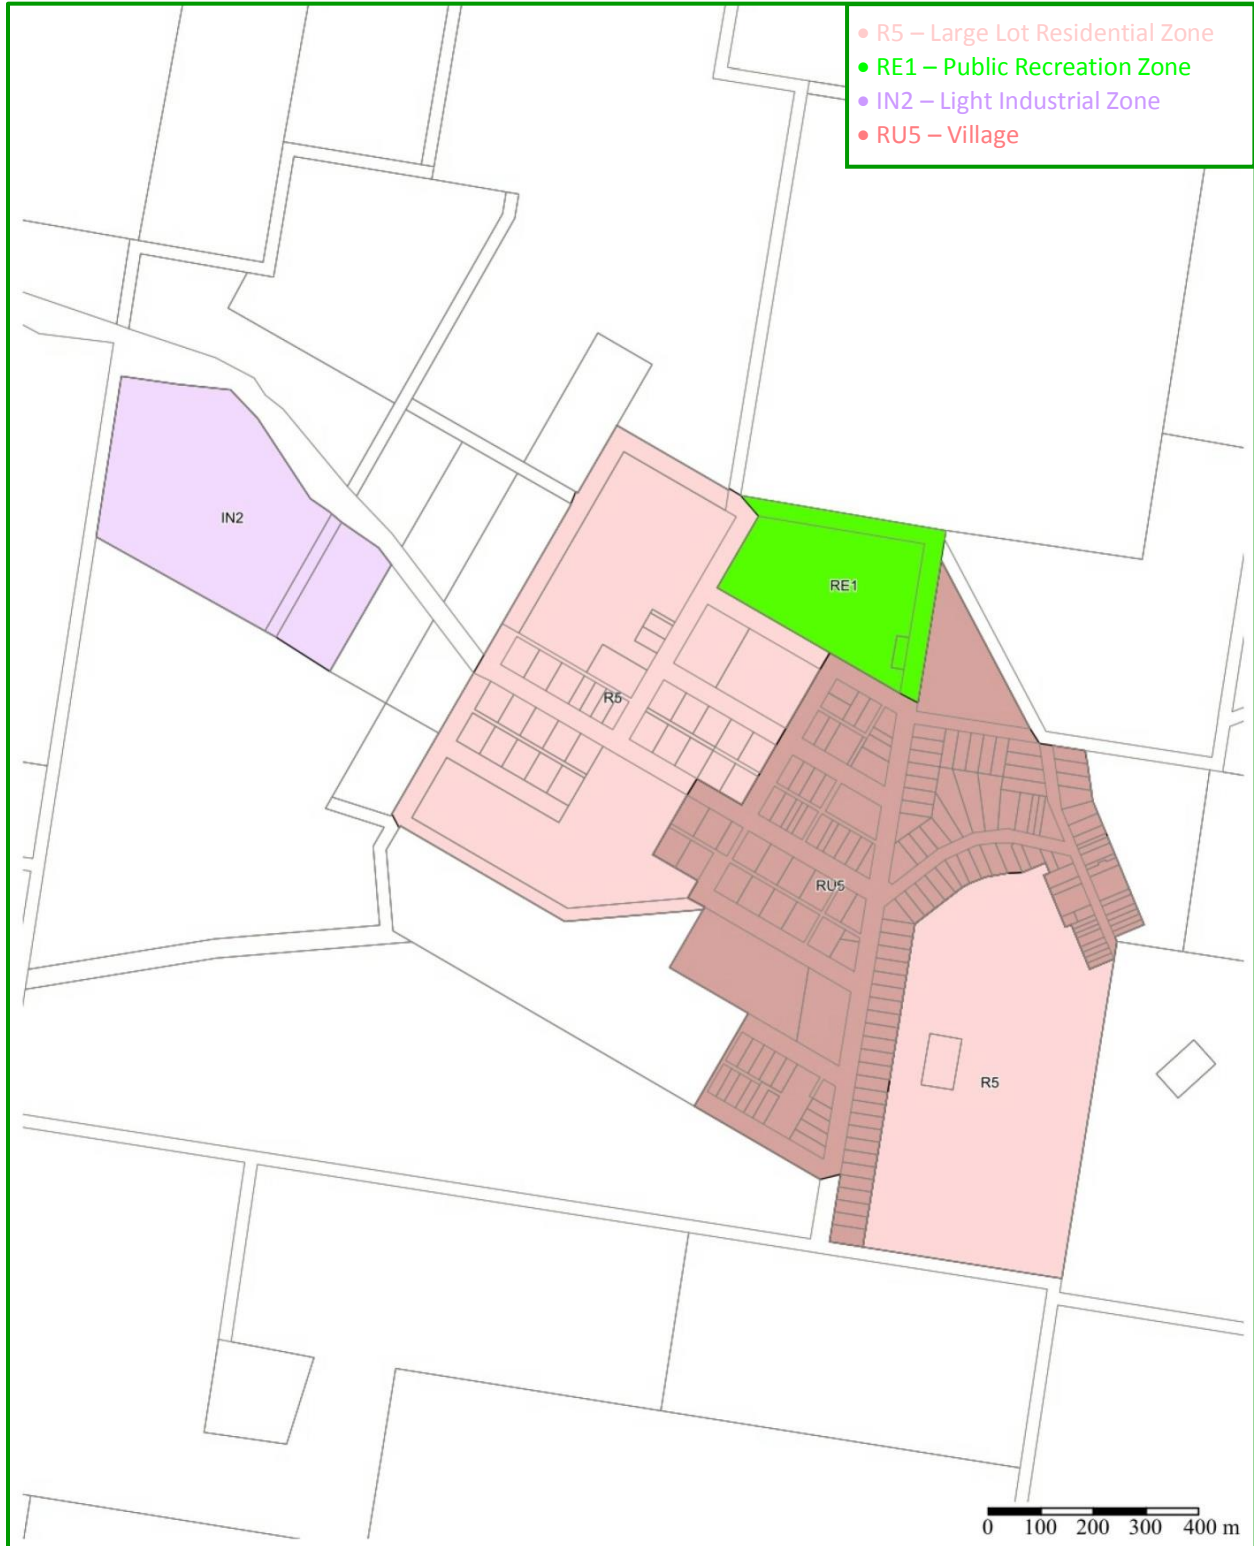 • R5 – Large Lot Residential Zone
• RE1 – Public Recreation Zone
• IN2 – Light Industrial Zone
• RU5 – Village
IN2
RE1
R5
RU5
R5
0 100 200 300 400 m